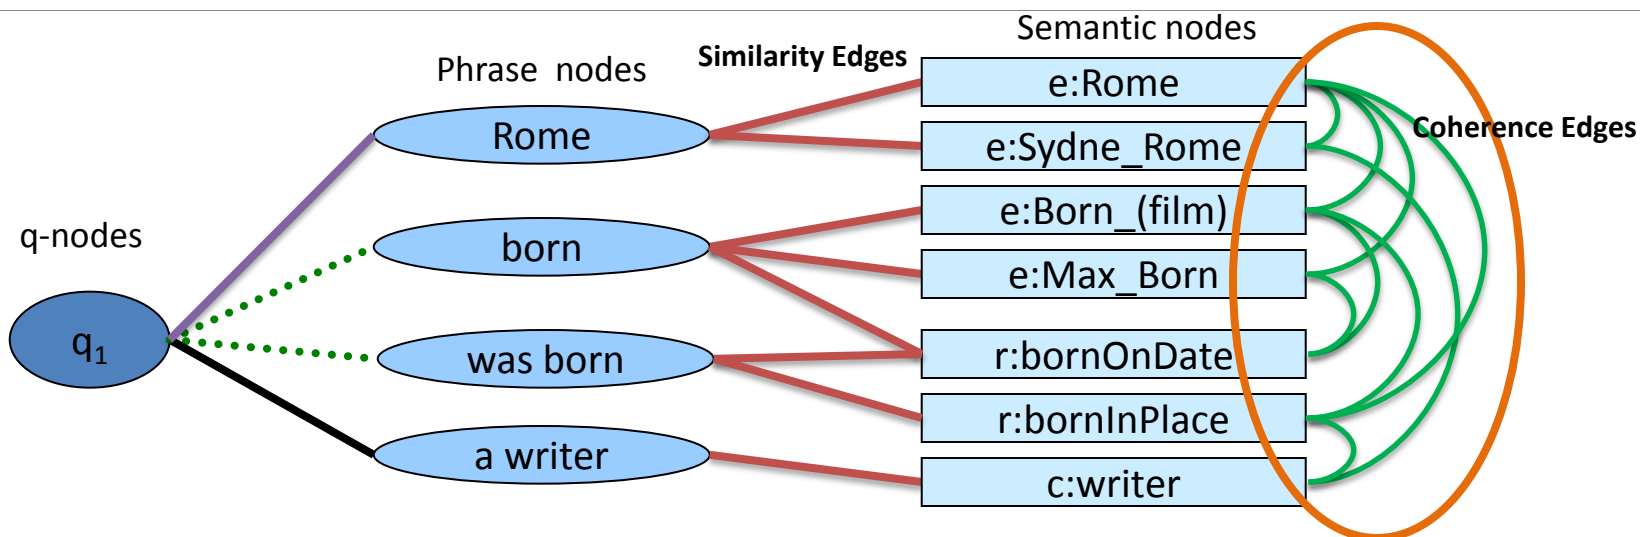 Semantic nodes
Similarity Edges
Phrase nodes
e:Rome
Coherence Edges
Rome
e:Sydne_Rome
e:Born_(film)
q-nodes
born
e:Max_Born
q1
was born
r:bornOnDate
r:bornInPlace
a writer
c:writer